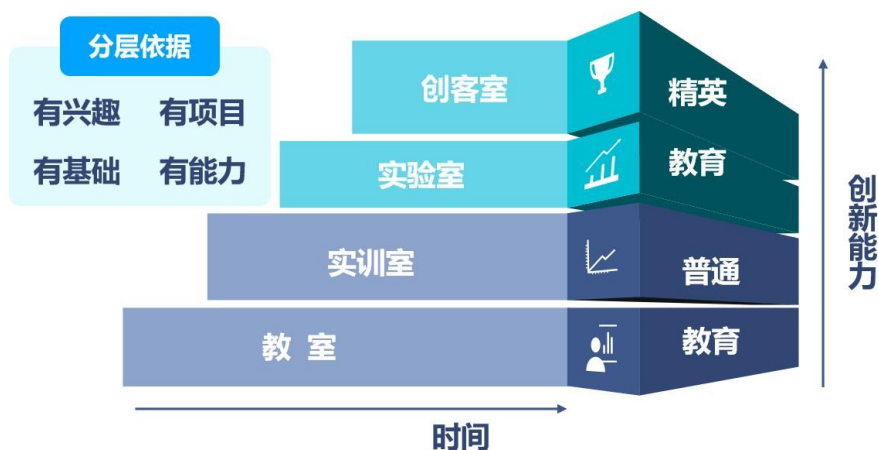 分层依据
有兴趣 有项目
有基础 有能力
创客室
精英
实验室
教育
实训室
普通
教 室
教育
创新能力
时间